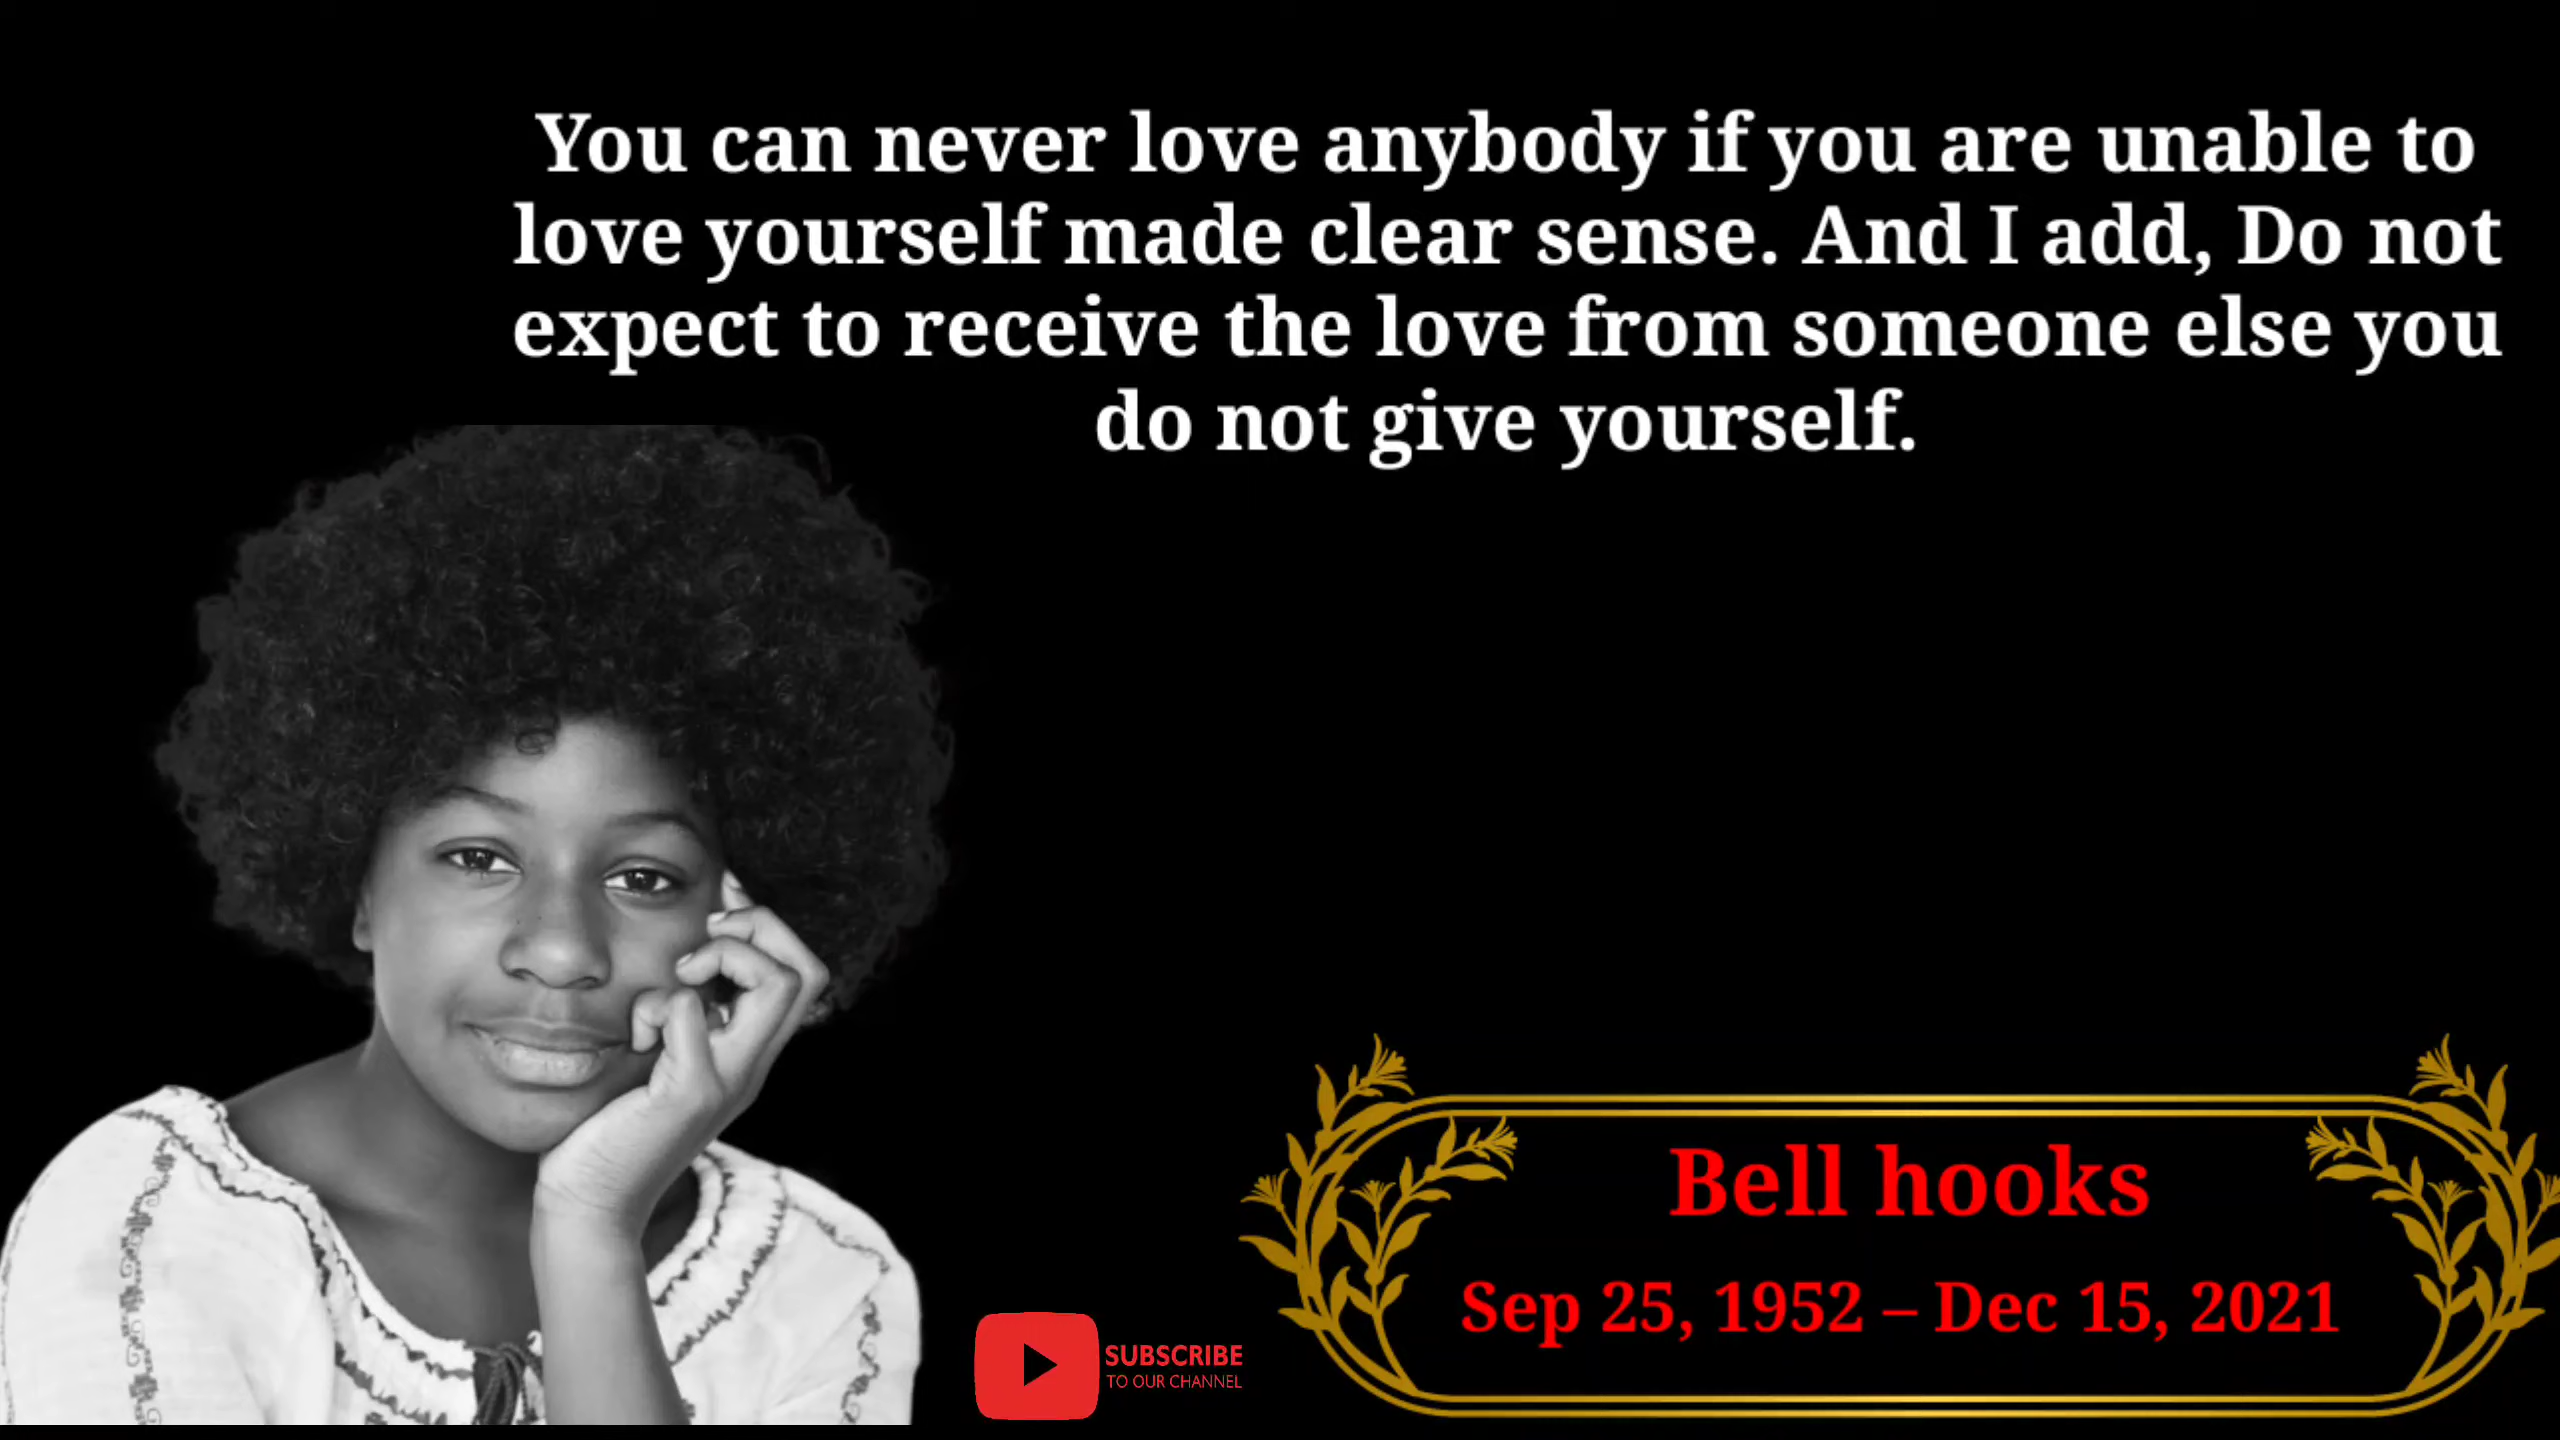 You can never love anybody if you are unable to
love yourself made clear sense. And I add, Do not
expect to receive the love from someone else you
do not give yourself.
Bell hooks
Sep 25, 1952 – Dec 15, 2021
SUBSCRIBE
TO OUR CHANNEL